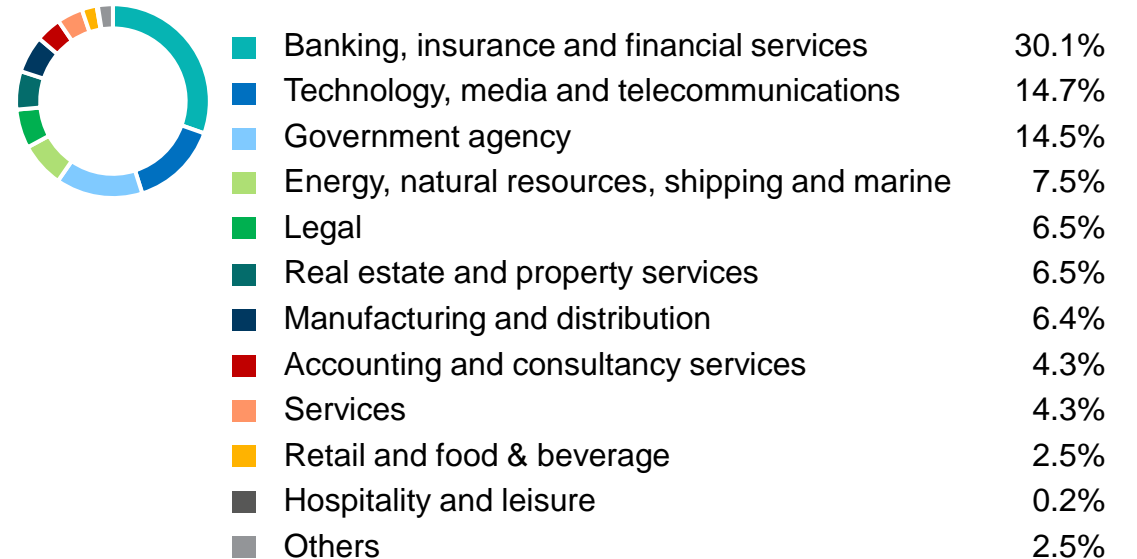 Banking, insurance and financial services 30.1%
Technology, media and telecommunications 14.7%
Government agency 14.5%
Energy, natural resources, shipping and marine 7.5%
Legal 6.5%
Real estate and property services 6.5%
Manufacturing and distribution 6.4%
Accounting and consultancy services 4.3%
Services 4.3%
Retail and food & beverage 2.5%
Hospitality and leisure 0.2%
Others 2.5%